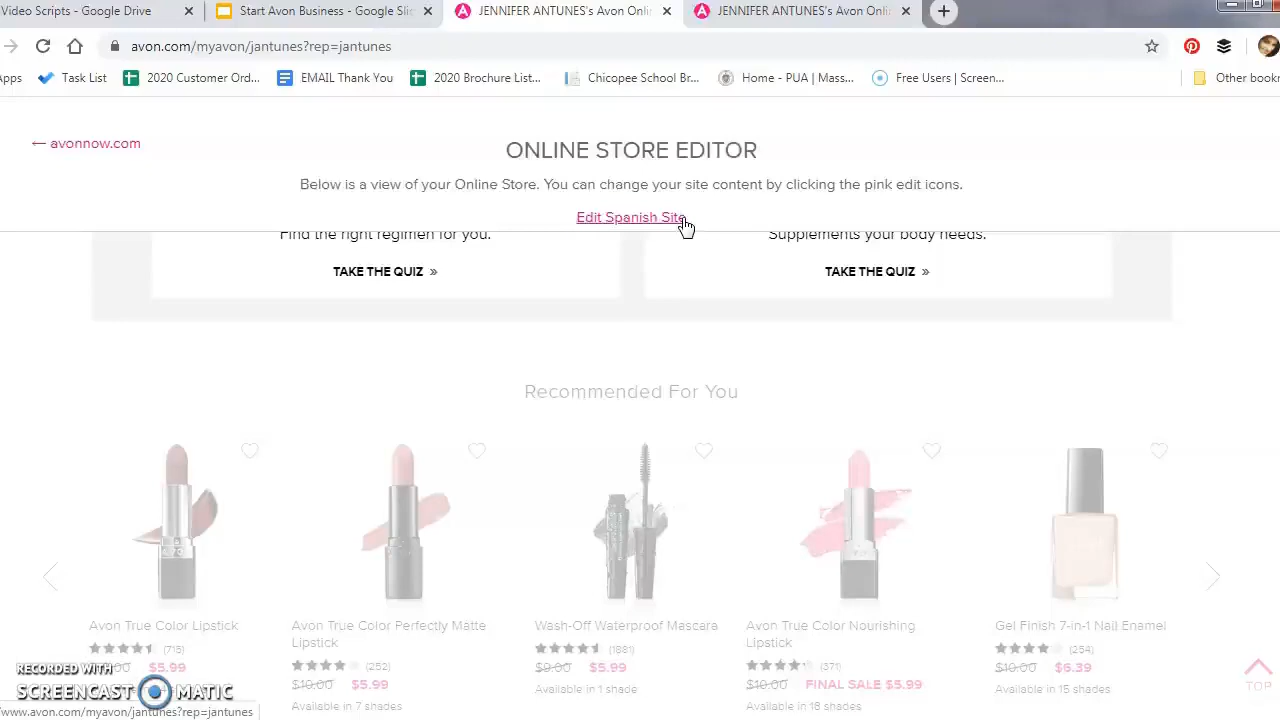 Video Scripts - Google Drive
Start Avon Business - Google Slic
JENNIFER ANTUNES's Avon Onli
JENNIFER ANTUNES's Avon Onli
avon.com/myavon/jantunes?rep=jantunes
Apps
Task List
2020 Customer Ord...
EMAIL Thank You
2020 Brochure List...
Chicopee School Br...
Home - PUA | Mass...
Free Users | Screen...
Other bookr
← avonnow.com
ONLINE STORE EDITOR
Below is a view of your Online Store. You can change your site content by clicking the pink edit icons.
Edit Spanish Site
Find the right regimen for you.
Supplements your body needs.
TAKE THE QUIZ »
TAKE THE QUIZ »
Recommended For You
Avon True Color Lipstick
(715)
$5.99
Avon True Color Perfectly Matte
Lipstick
(252)
$10.00 $5.99
Available in 7 shades
Wash-Off Waterproof Mascara
(1881)
$9.00 $5.99
Available in 1 shade
Avon True Color Nourishing
Lipstick
(371)
$10.00 FINAL SALE $5.99
Available in 18 shades
Gel Finish 7-in-1 Nail Enamel
(254)
$10.00 $6.39
Available in 15 shades
TOP
RECORDED WITH
SCREENCAST MATIC
www.avon.com/myavon/jantunes?rep=jantunes